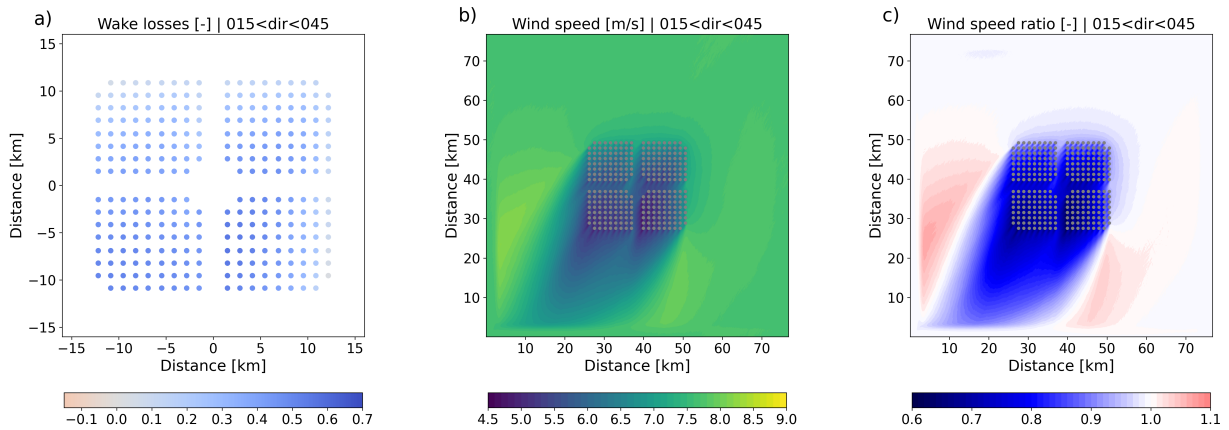 a)
Wake losses [-] | 015<dir<045
15
10
5
0
−5
−10
−15
Distance [km]
−15 −10 −5 0 5 10 15
Distance [km]
−0.1 0.0 0.1 0.2 0.3 0.4 0.5 0.6 0.7
b)
Wind speed [m/s] | 015<dir<045
70
60
50
40
30
20
10
Distance [km]
10 20 30 40 50 60 70
Distance [km]
4.5 5.0 5.5 6.0 6.5 7.0 7.5 8.0 8.5 9.0
c)
Wind speed ratio [-] | 015<dir<045
70
60
50
40
30
20
10
Distance [km]
10 20 30 40 50 60 70
Distance [km]
0.6 0.7 0.8 0.9 1.0 1.1